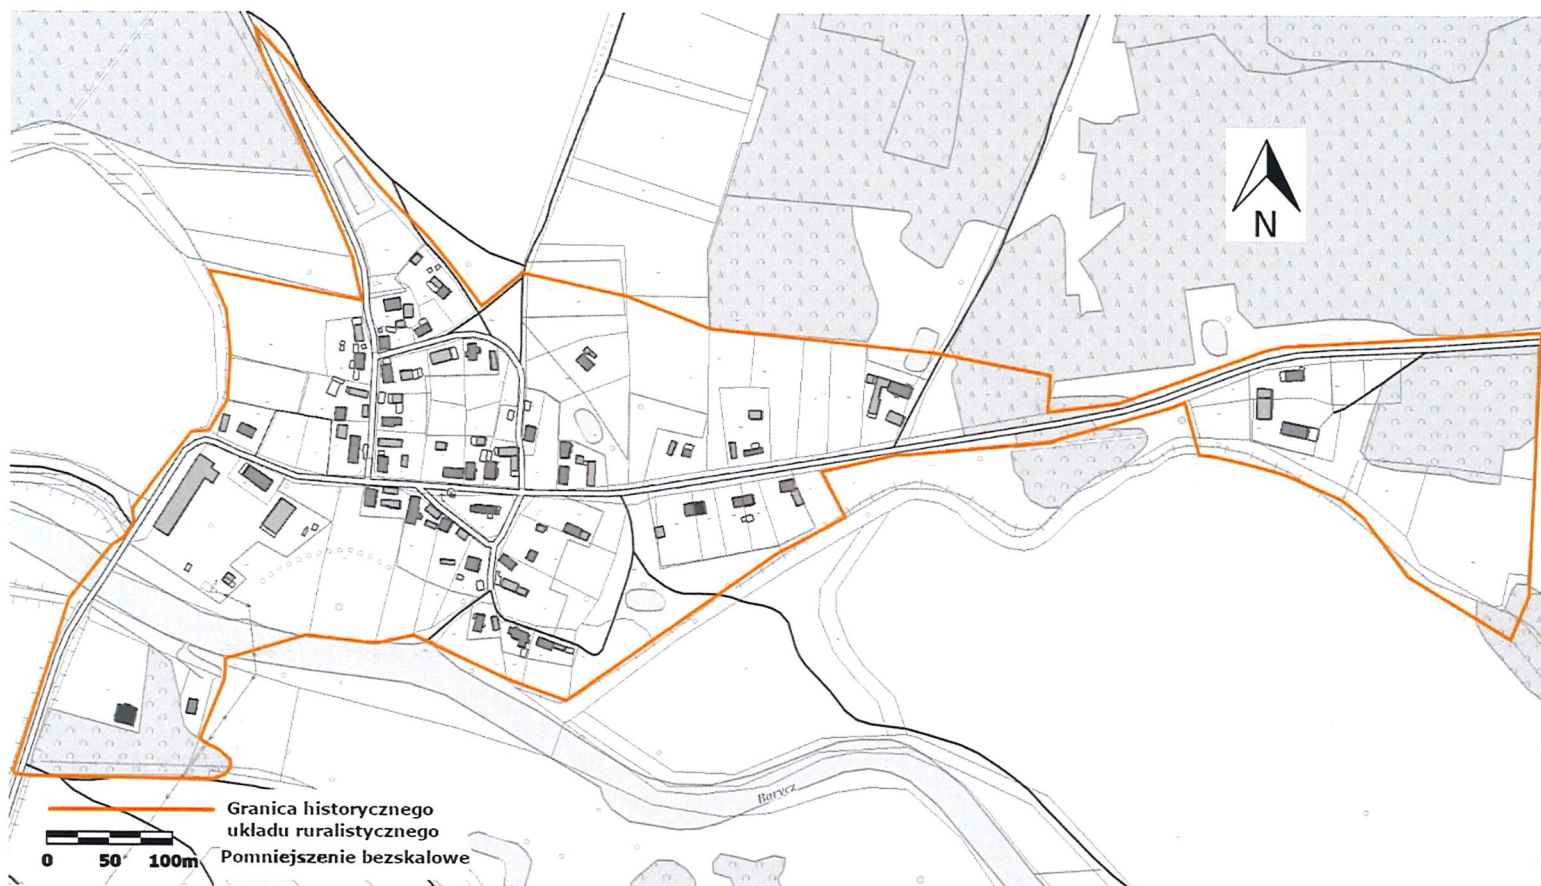 N
Barycz
Granica historycznego
układu ruralistycznego
0 50 100m
Pomniejszenie bezskalowe